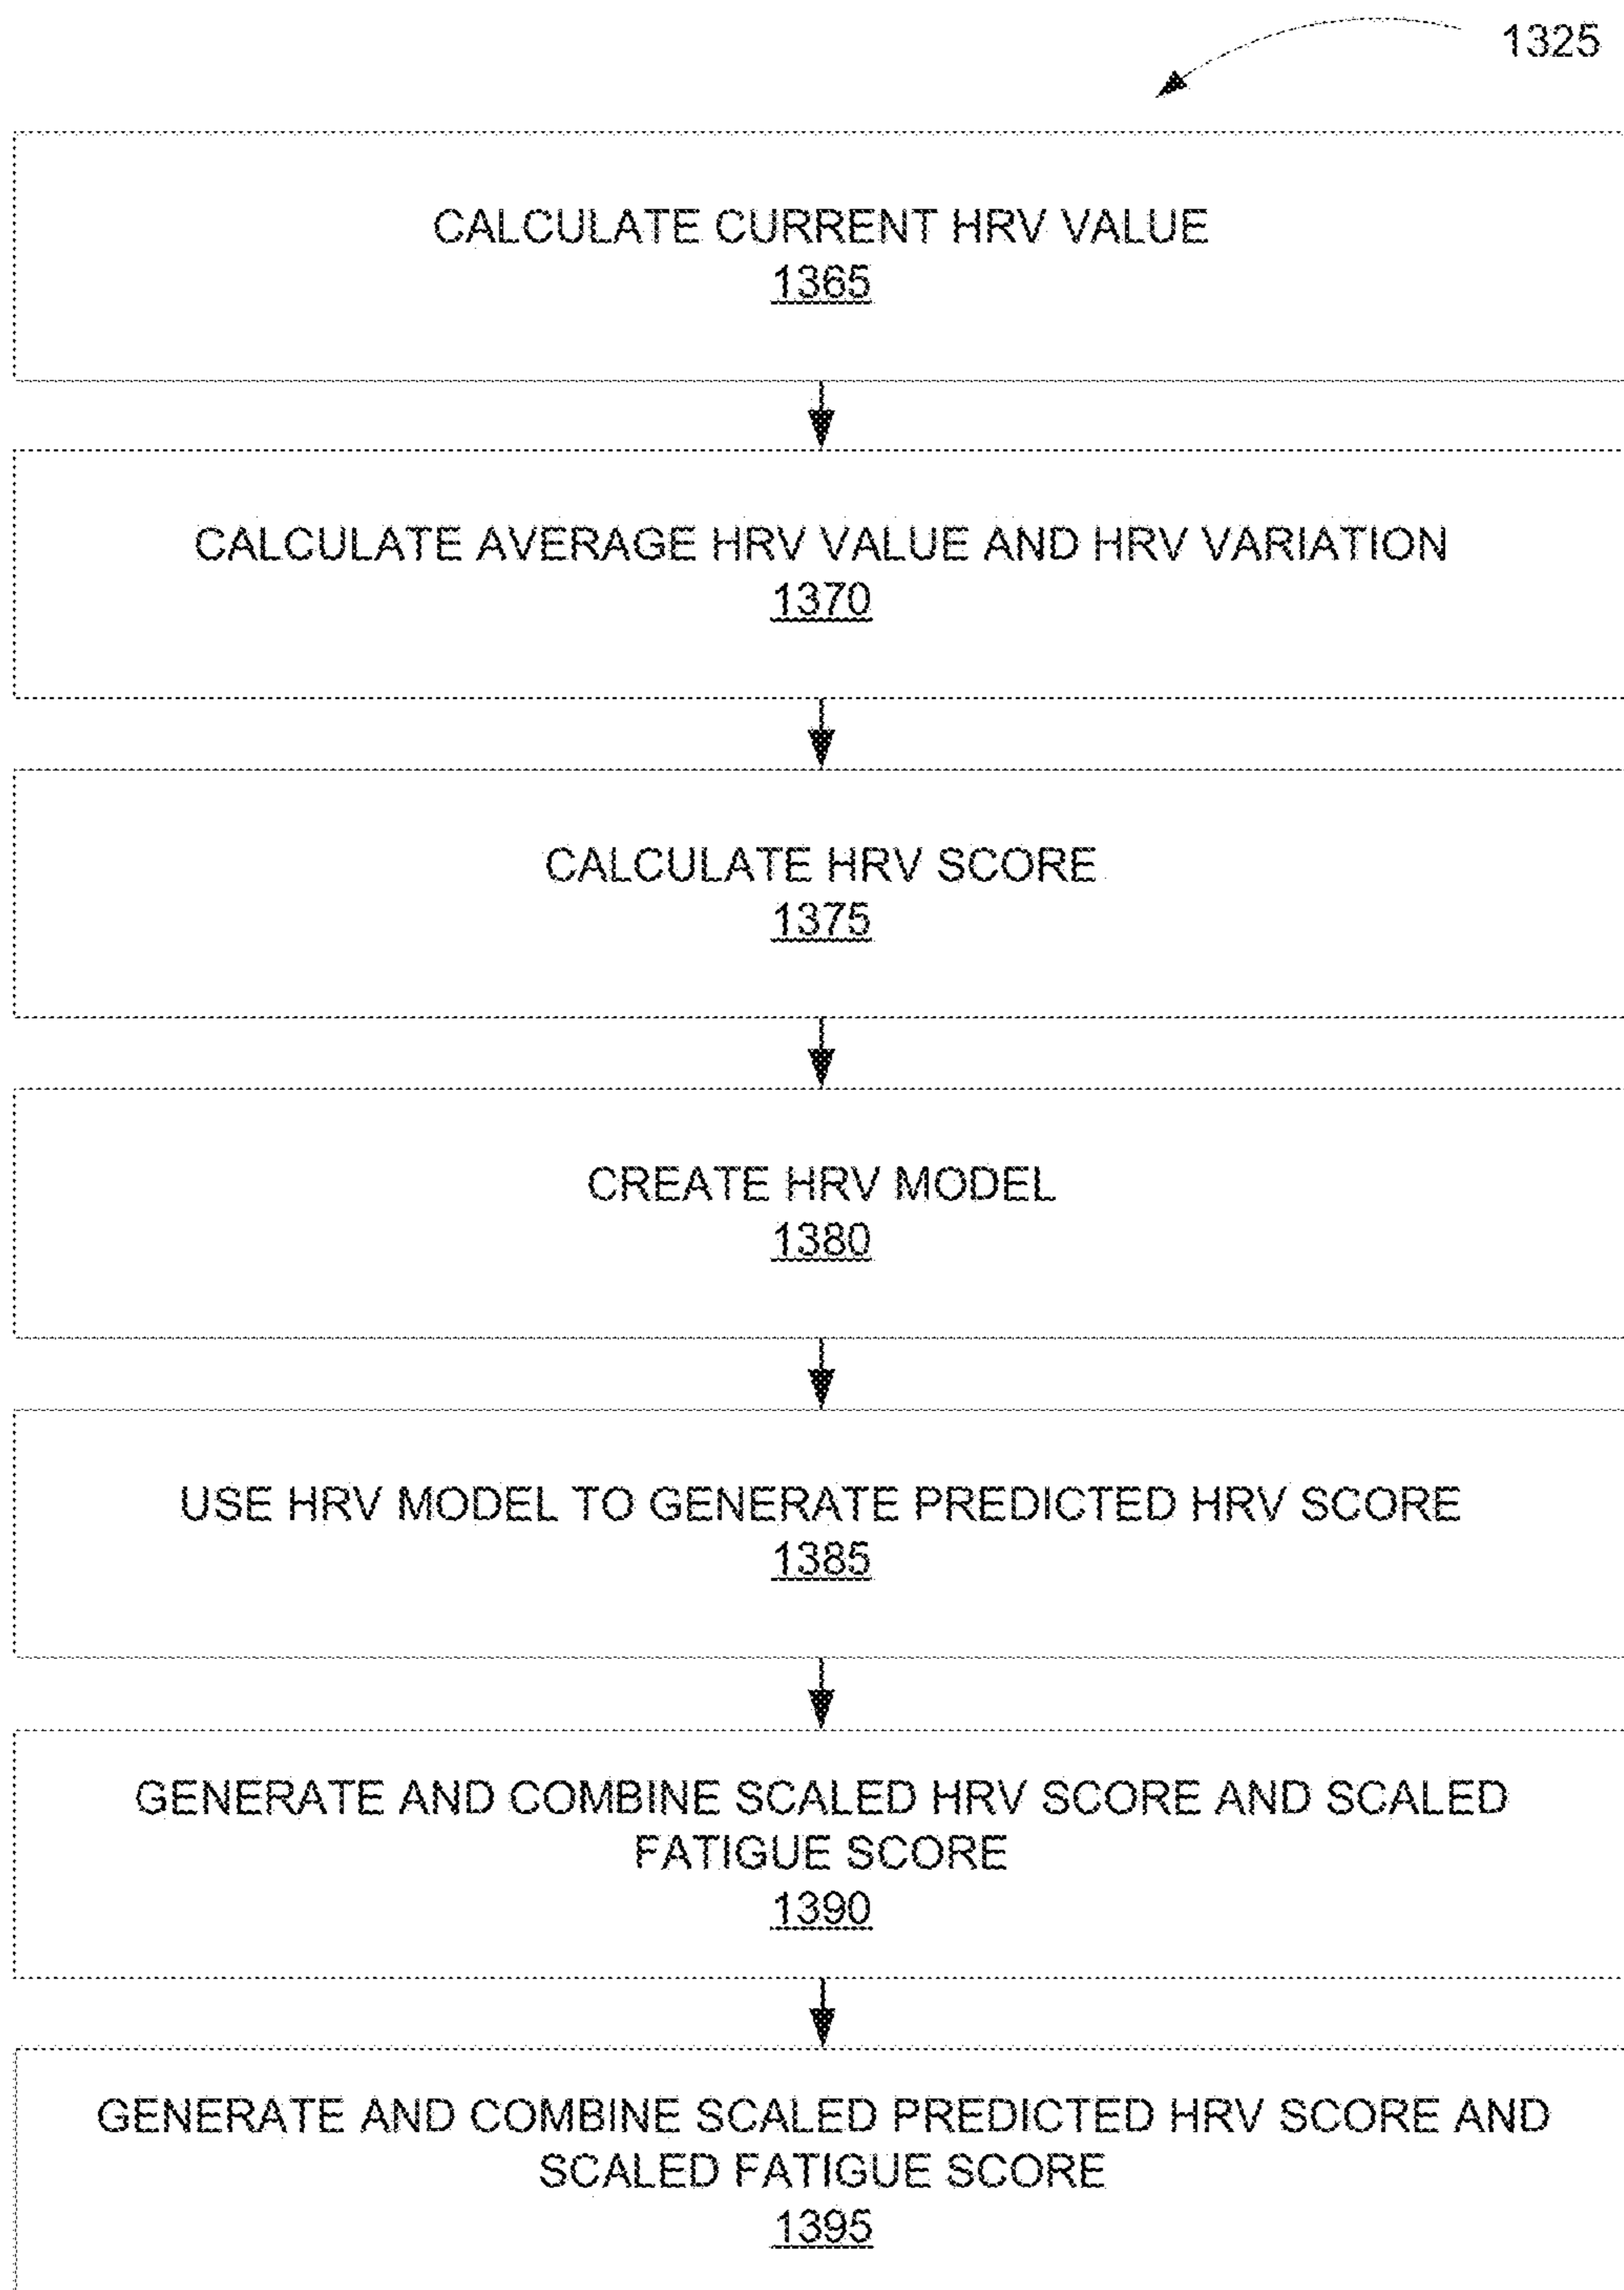 1325
CALCULATE CURRENT HRV VALUE
1365
CALCULATE AVERAGE HRV VALUE AND HRV VARIATION
1370
CALCULATE HRV SCORE
1375
CREATE HRV MODEL
1380
USE HRV MODEL TO GENERATE PREDICTED HRV SCORE
1385
GENERATE AND COMBINE SCALED HRV SCORE AND SCALED
FATIGUE SCORE
1390
GENERATE AND COMBINE SCALED PREDICTED HRV SCORE AND
SCALED FATIGUE SCORE
1395